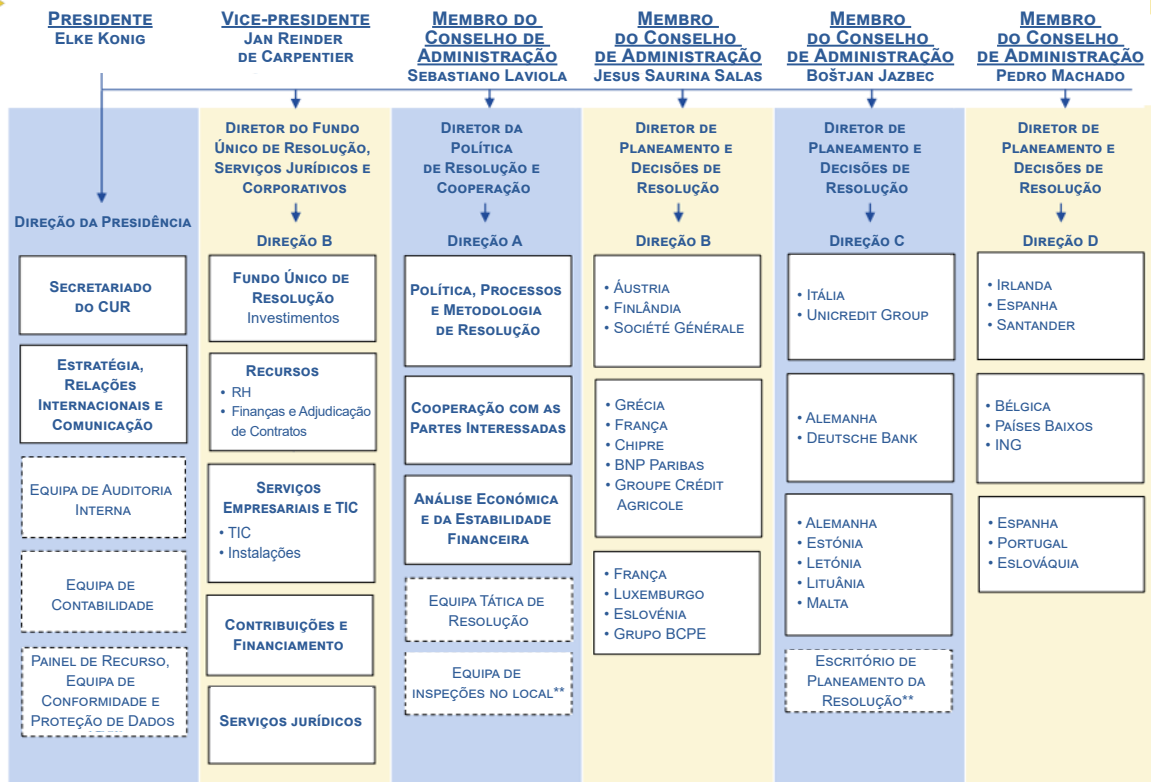 PRESIDENTE
ELKE KONIG
VICE-PRESIDENTE
JAN REINDER
DE CARPENTIER
MEMBRO DO
CONSELHO DE
ADMINISTRAÇÃO
SEBASTIANO LAVIOLA
MEMBRO
DO CONSELHO
DE ADMINISTRAÇÃO
JESUS SAURINA SALAS
MEMBRO
DO CONSELHO
DE ADMINISTRAÇÃO
BOŠTJAN JAZBEC
MEMBRO
DO CONSELHO
DE ADMINISTRAÇÃO
PEDRO MACHADO
DIREÇÃO DA PRESIDÊNCIA
SECRETARIADO
DO CUR
ESTRATÉGIA,
RELAÇÕES
INTERNACIONAIS E
COMUNICAÇÃO
EQUIPA DE AUDITORIA
INTERNA
EQUIPA DE
CONTABILIDADE
PAINEL DE RECURSO,
EQUIPA DE
CONFORMIDADE E
PROTEÇÃO DE DADOS
DIRETOR DO FUNDO
ÚNICO DE RESOLUÇÃO,
SERVIÇOS JURÍDICOS E
CORPORATIVOS
DIREÇÃO B
FUNDO ÚNICO DE
RESOLUÇÃO
Investimentos
RECURSOS
• RH
• Finanças e Adjudicação
de Contratos
SERVIÇOS
EMPRESARIAIS E TIC
• TIC
• Instalações
CONTRIBUIÇÕES E
FINANCIAMENTO
SERVIÇOS JURÍDICOS
DIRETOR DA
POLÍTICA
DE RESOLUÇÃO E
COOPERAÇÃO
DIREÇÃO A
POLÍTICA, PROCESSOS
E METODOLOGIA
DE RESOLUÇÃO
COOPERAÇÃO COM AS
PARTES INTERESSADAS
ANÁLISE ECONÓMICA
E DA ESTABILIDADE
FINANCEIRA
EQUIPA TÁTICA DE
RESOLUÇÃO
EQUIPA DE
INSPEÇÕES NO LOCAL**
DIRETOR DE
PLANEAMENTO E
DECISÕES DE
RESOLUÇÃO
DIREÇÃO B
• ÁUSTRIA
• FINLÂNDIA
• SOCIÉTÉ GÉNÉRALE
• GRÉCIA
• FRANÇA
• CHIPRE
• BNP PARIBAS
• GROUPE CRÉDIT
AGRICOLE
• FRANÇA
• LUXEMBURGO
• ESLOVÉNIA
• GRUPO BCPE
DIRETOR DE
PLANEAMENTO E
DECISÕES DE
RESOLUÇÃO
DIREÇÃO C
• ITÁLIA
• UNICREDIT GROUP
• ALEMANHA
• DEUTSCHE BANK
• ALEMANHA
• ESTÓNIA
• LETÓNIA
• LITUÂNIA
• MALTA
ESCRITÓRIO DE
PLANEAMENTO DA
RESOLUÇÃO**
DIRETOR DE
PLANEAMENTO E
DECISÕES DE
RESOLUÇÃO
DIREÇÃO D
• IRLANDA
• ESPANHA
• SANTANDER
• BÉLGICA
• PAÍSES BAIXOS
• ING
• ESPANHA
• PORTUGAL
• ESLOVÁQUIA